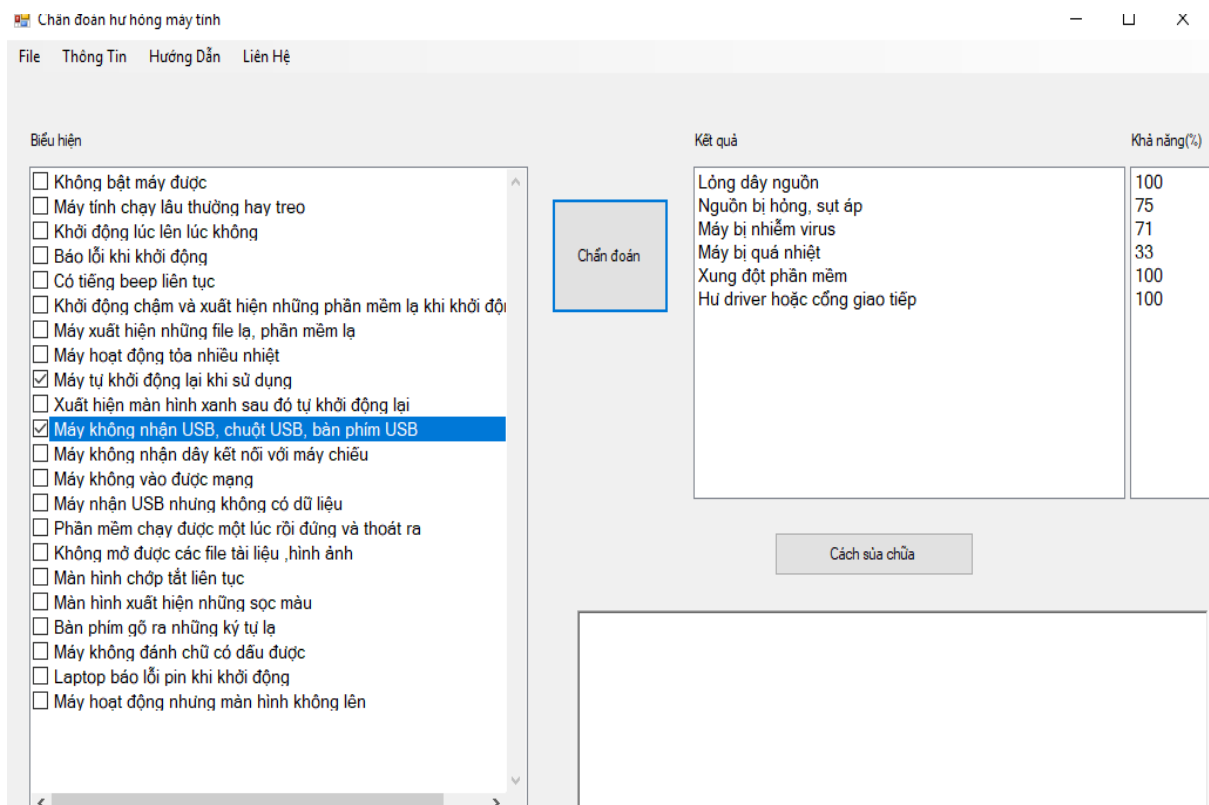 Chẩn đoán hư hỏng máy tính
File Thông Tin Hướng Dẫn Liên Hệ
Biểu hiện
Không bật máy được
Máy tính chạy lâu thường hay treo
Khởi động lúc lên lúc không
Báo lỗi khi khởi động
Có tiếng beep liên tục
Khởi động chậm và xuất hiện những phần mềm lạ khi khởi độ
Máy xuất hiện những file lạ, phần mềm lạ
Máy hoạt động tỏa nhiều nhiệt
Máy tự khởi động lại khi sử dụng
Xuất hiện màn hình xanh sau đó tự khởi động lại
Máy không nhận USB, chuột USB, bàn phím USB
Máy không nhận dây kết nối với máy chiếu
Máy không vào được mạng
Máy nhận USB nhưng không có dữ liệu
Phần mềm chạy được một lúc rồi đứng và thoát ra
Không mở được các file tài liệu ,hình ảnh
Màn hình chớp tắt liên tục
Màn hình xuất hiện những sọc màu
Bàn phím gõ ra những ký tự lạ
Máy không đánh chữ có dấu được
Laptop báo lỗi pin khi khởi động
Máy hoạt động nhưng màn hình không lên
Chẩn đoán
Kết quả Khả năng(%)
Lỏng dây nguồn 100
Nguồn bị hỏng, sụt áp 75
Máy bị nhiễm virus 71
Máy bị quá nhiệt 33
Xung đột phần mềm 100
Hư driver hoặc cổng giao tiếp 100
Cách sửa chữa